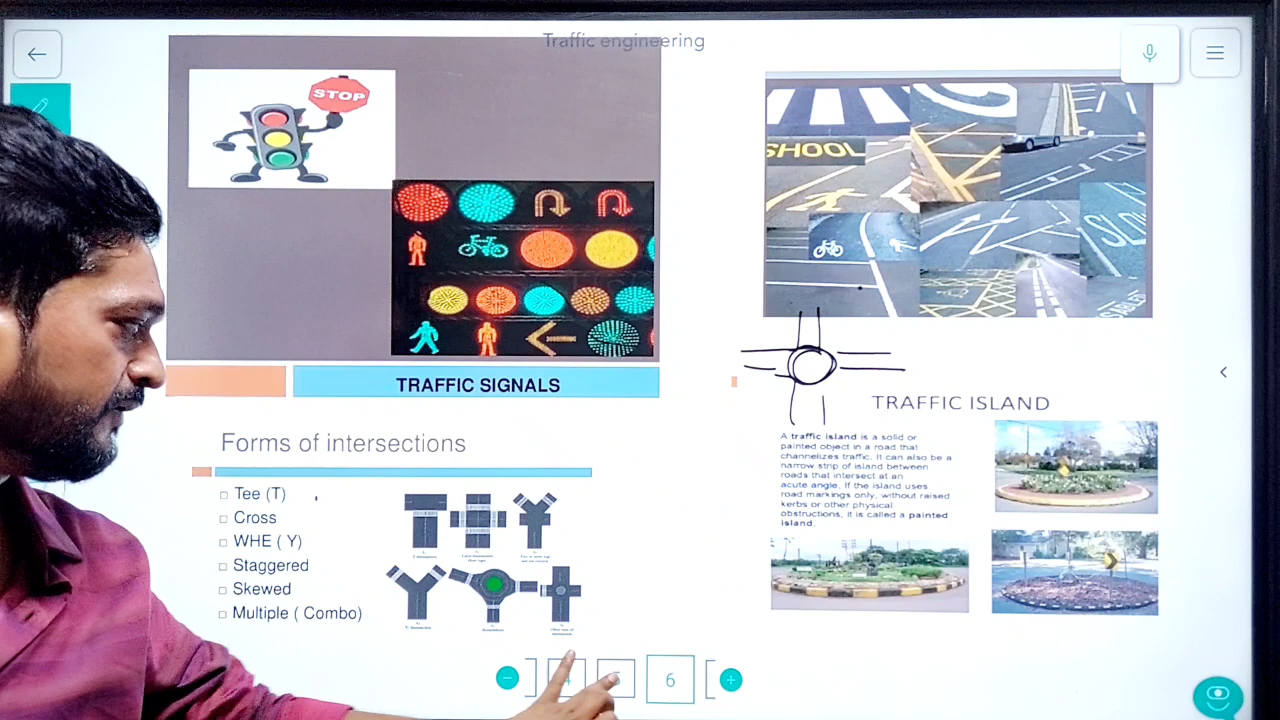 Traffic engineering
STOP
TRAFFIC SIGNALS
SHOOL
SLOW
Forms of intersections
Tee (T)
Cross
WHE ( Y)
Staggered
Skewed
Multiple ( Combo)
TRAFFIC ISLAND
A traffic island is a solid or
painted object in a road that
channelizes traffic. It can also be a
narrow strip of island between
roads that intersect at an
acute angle. If the island uses
road markings only, without raised
kerbs or other physical
obstructions, it is called a painted
island.
6